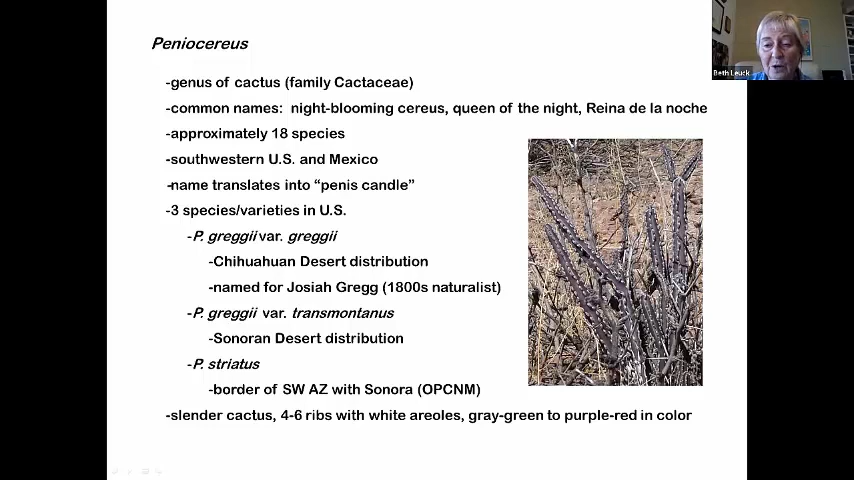 Peniocereus
-genus of cactus (family Cactaceae)
-common names: night-blooming cereus, queen of the night, Reina de la noche
-approximately 18 species
-southwestern U.S. and Mexico
-name translates into “penis candle”
-3 species/varieties in U.S.
-P. greggii var. greggii
-Chihuahuan Desert distribution
-named for Josiah Gregg (1800s naturalist)
-P. greggii var. transmontanus
-Sonoran Desert distribution
-P. striatus
-border of SW AZ with Sonora (OPCNM)
-slender cactus, 4-6 ribs with white areoles, gray-green to purple-red in color
Beth Leuck